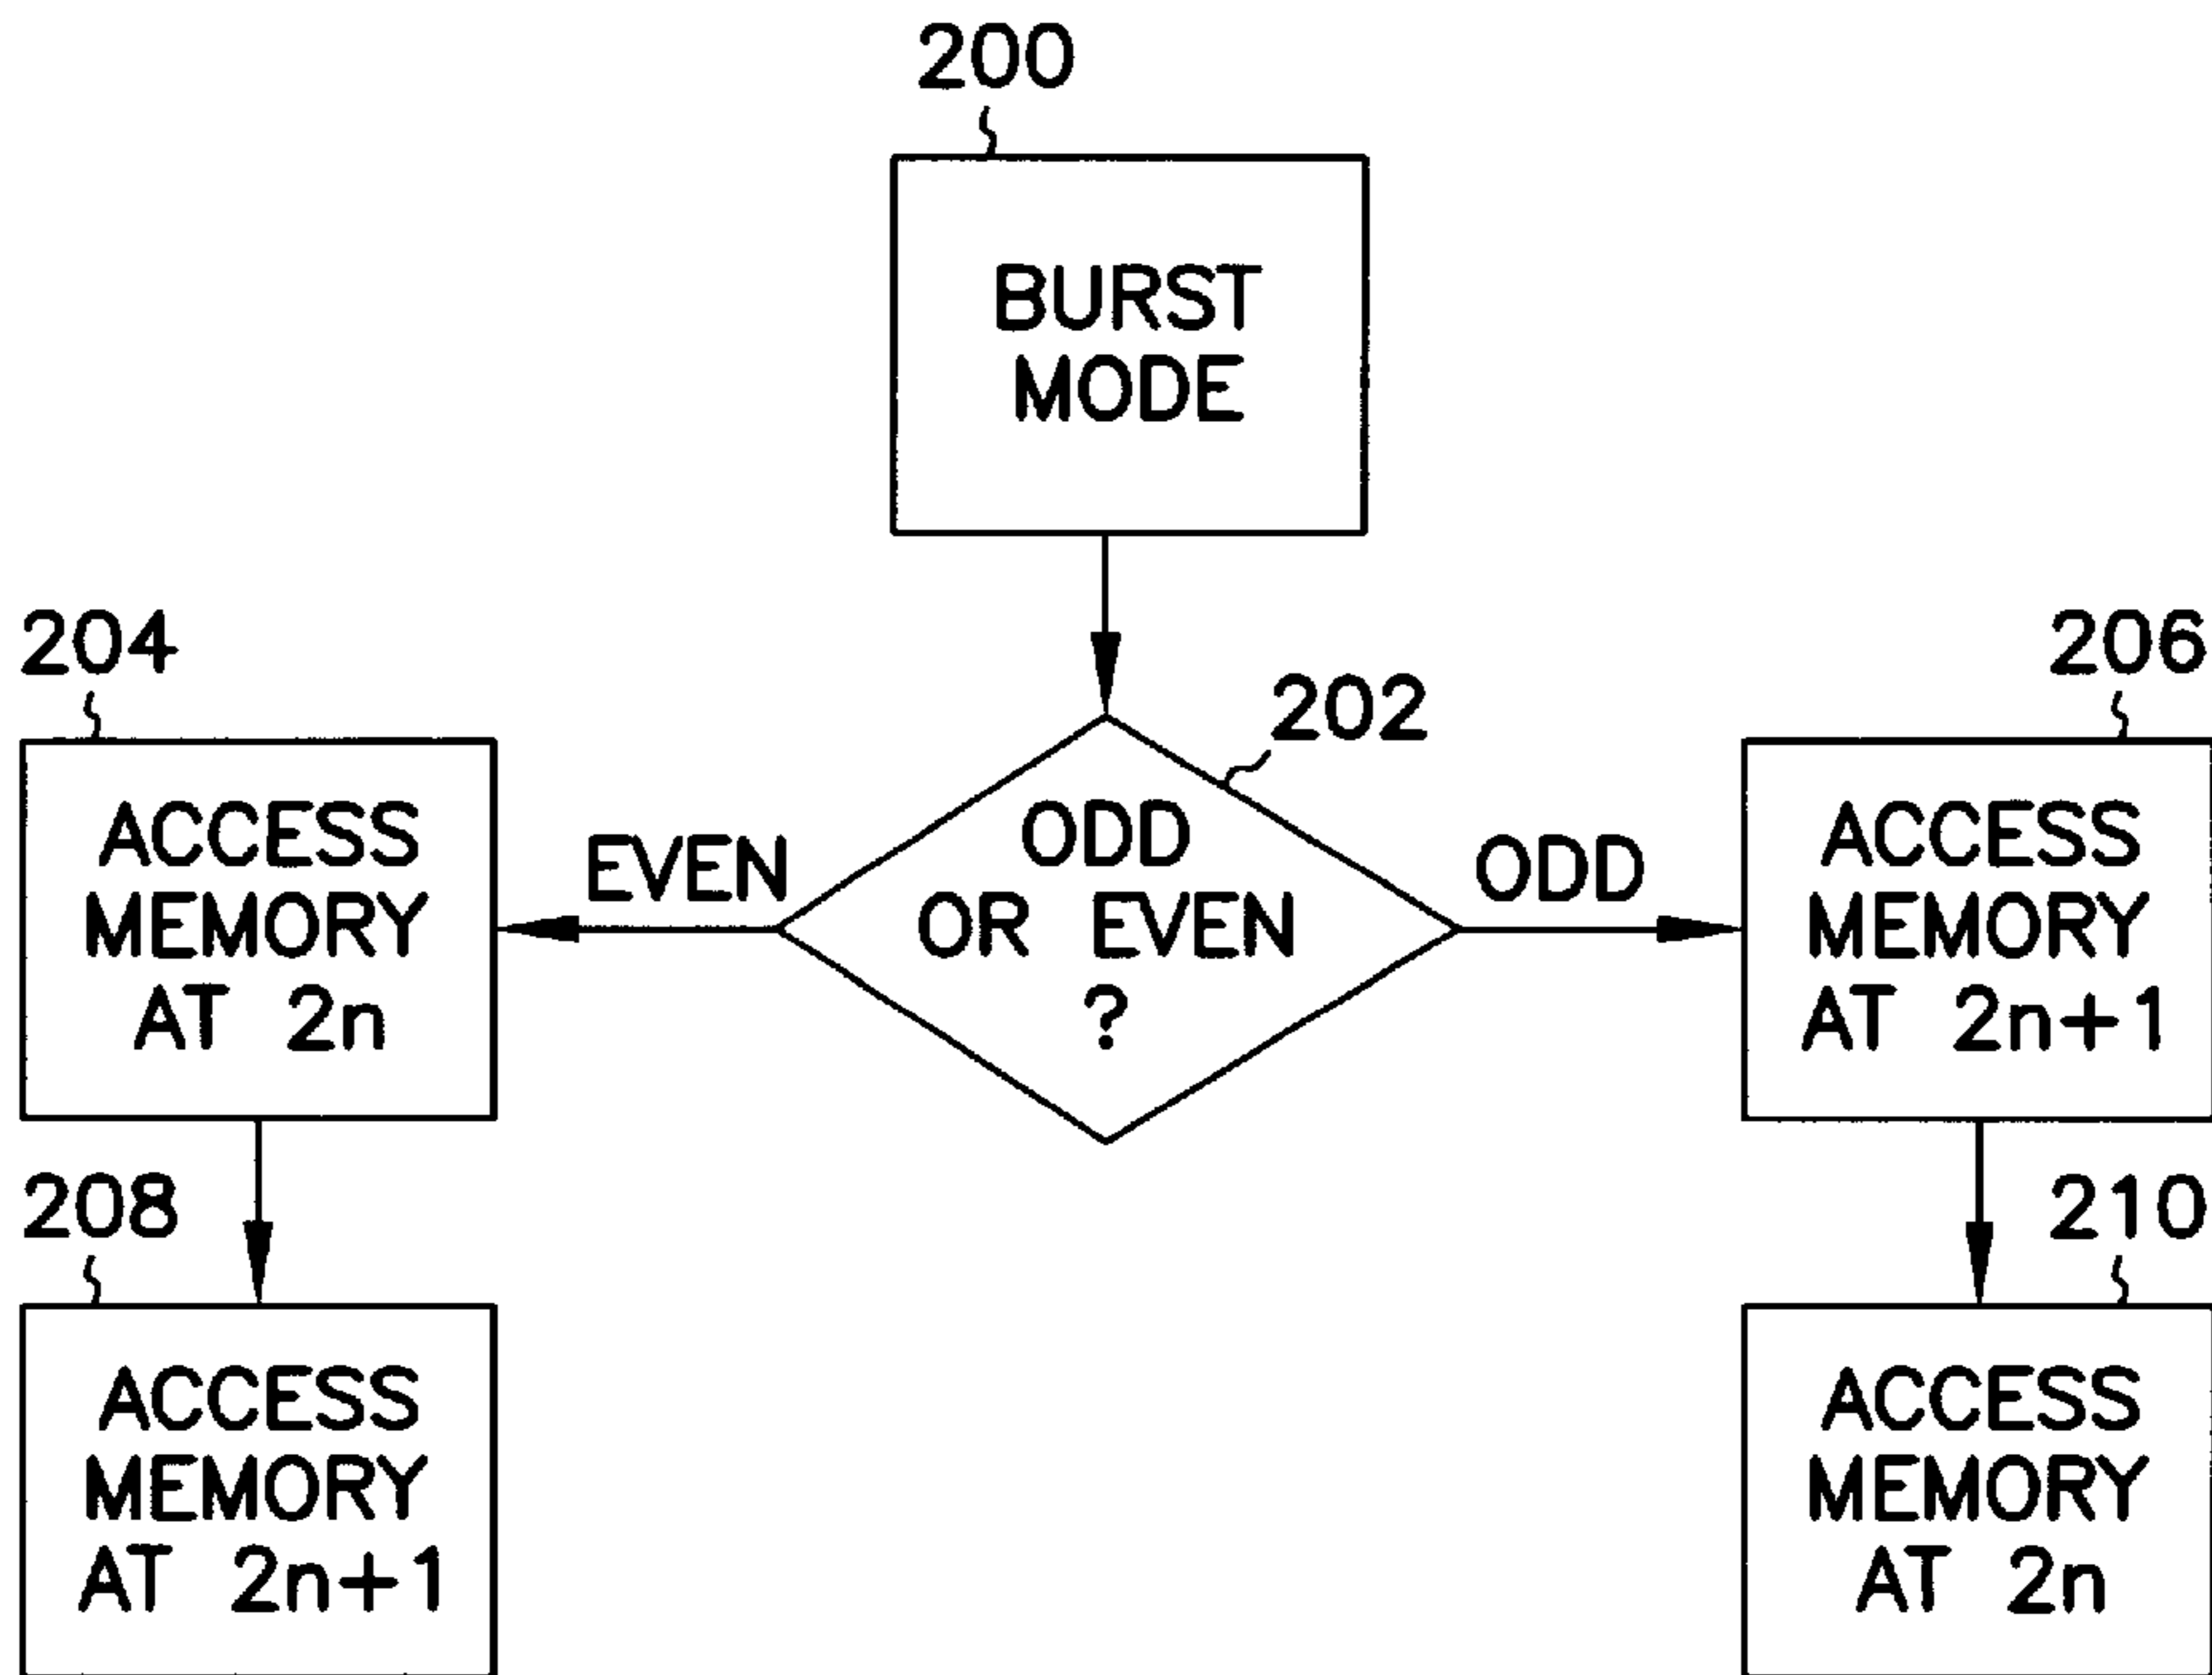 200
BURST
MODE
204
206
202
ACCESS
MEMORY
AT 2n
EVEN
ODD
OR EVEN
?
ODD
ACCESS
MEMORY
AT 2n+1
208
210
ACCESS
MEMORY
AT 2n+1
ACCESS
MEMORY
AT 2n